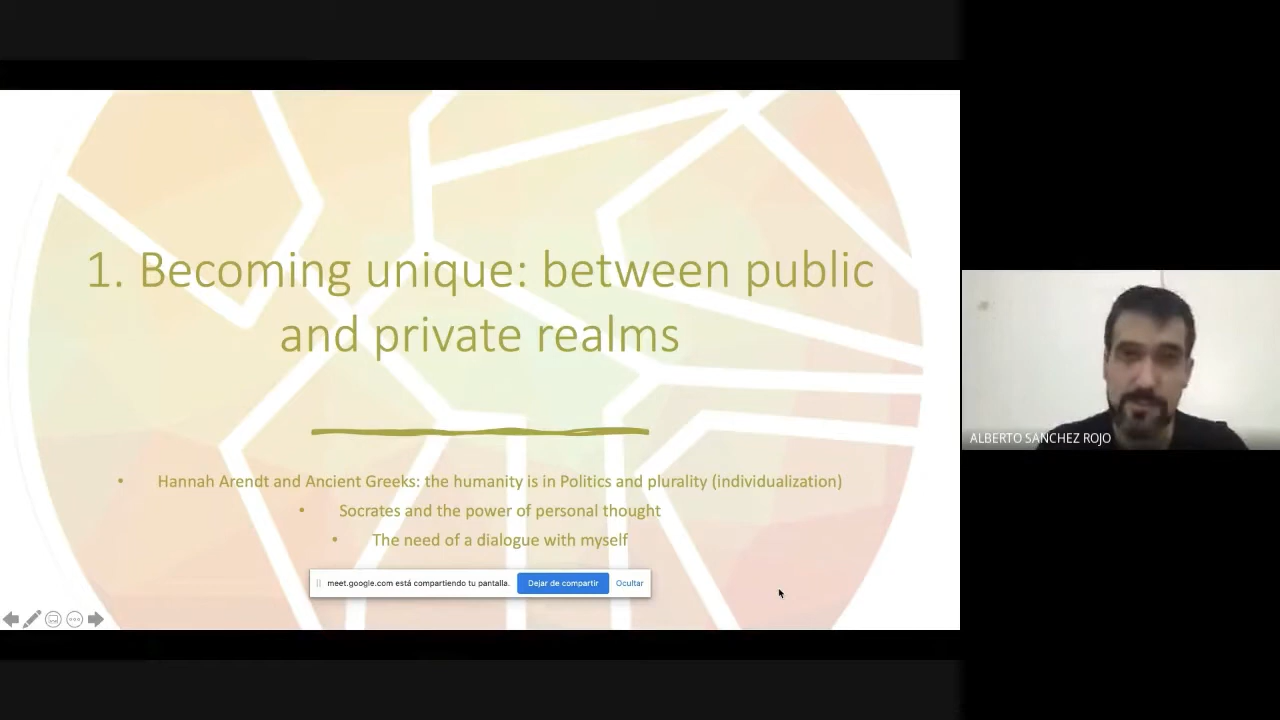 1. Becoming unique: between public
and private realms
• Hannah Arendt and Ancient Greeks: the humanity is in Politics and plurality (individualization)
• Socrates and the power of personal thought
• The need of a dialogue with myself
meet.google.com está compartiendo tu pantalla. Dejar de compartir Ocultar
ALBERTO SANCHEZ ROJO